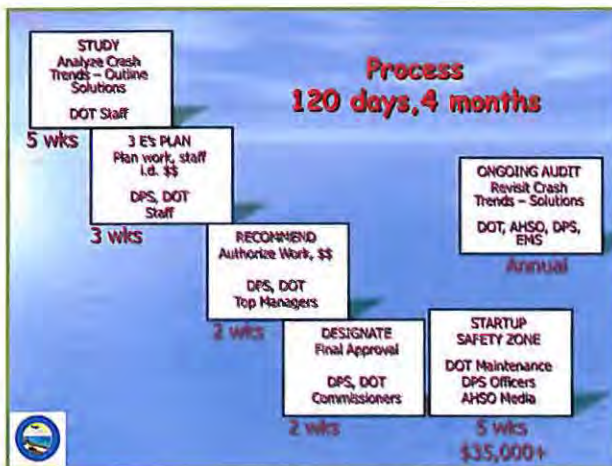 Process
120 days,4 months
STUDY
Analyze Crash
Trends – Outline
Solutions
DOT Staff
5 wks
3 E's PLAN
Plan work, staff
i.d. $$
DPS, DOT
Staff
3 wks
RECOMMEND
Authorize Work, $$
DPS, DOT
Top Managers
2 wks
DESIGNATE
Final Approval
DPS, DOT
Commissioners
2 wks
STARTUP
SAFETY ZONE
DOT Maintenance
DPS Officers
AHSO Media
5 wks
$35,000+
ONGOING AUDIT
Revisit Crash
Trends – Solutions
DOT, AHSO, DPS,
EMS
Annual